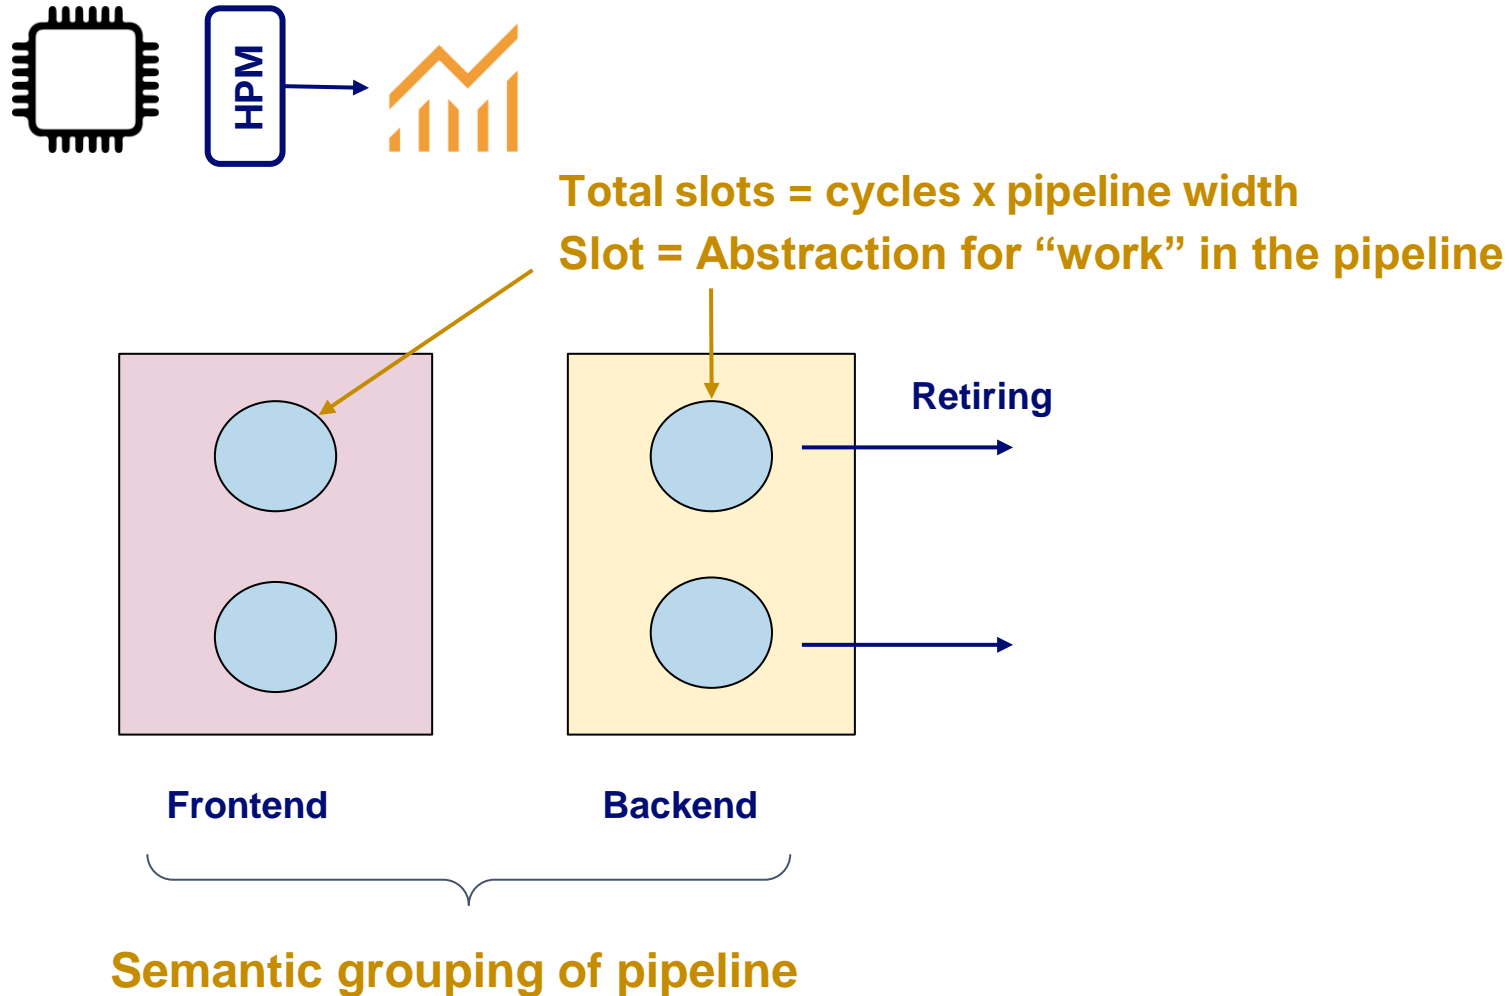 HPM
Total slots = cycles x pipeline width
Slot = Abstraction for “work” in the pipeline
Retiring
Frontend
Backend
Semantic grouping of pipeline